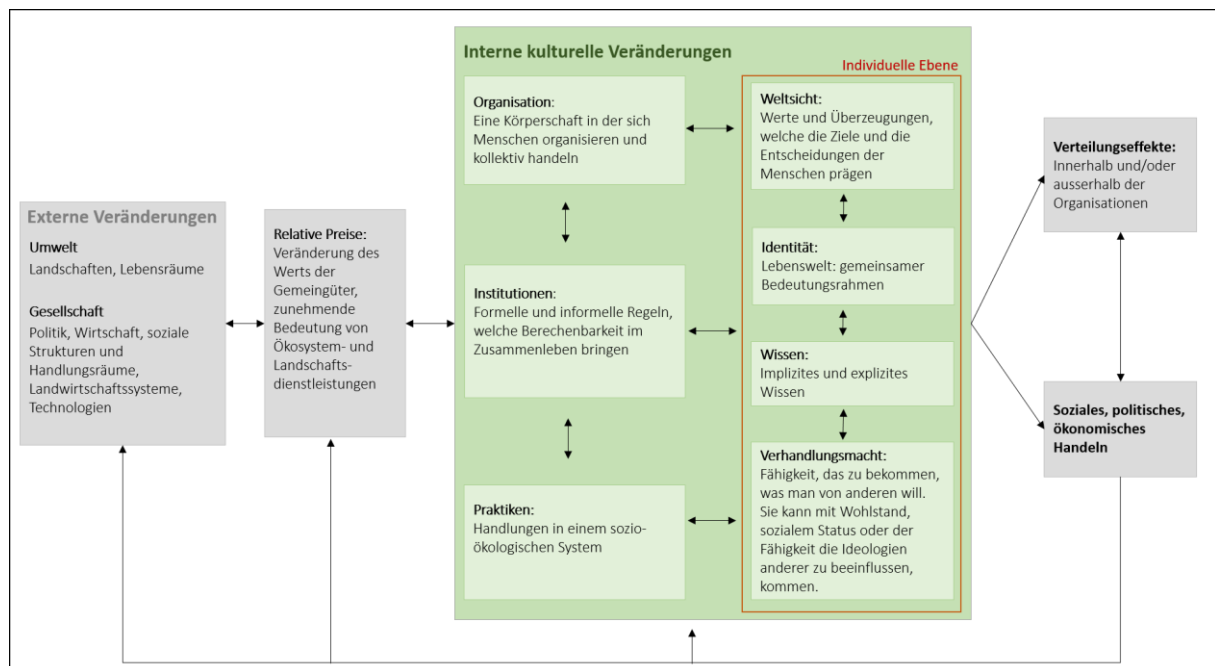 Externe Veränderungen
Umwelt
Landschaften, Lebensräume
Gesellschaft
Politik, Wirtschaft, soziale
Strukturen und
Handlungsräume,
Landwirtschaftssysteme,
Technologien
Relative Preise:
Veränderung des
Werts der
Gemeingüter,
zunehmende
Bedeutung von
Ökosystem- und
Landschafts-
dienstleistungen
Interne kulturelle Veränderungen
Organisation:
Eine Körperschaft in der sich
Menschen organisieren und
kollektiv handeln
Institutionen:
Formelle und informelle Regeln,
welche Berechenbarkeit im
Zusammenleben bringen
Praktiken:
Handlungen in einem sozio-
ökologischen System
Individuelle Ebene
Weltsicht:
Werte und Überzeugungen,
welche die Ziele und die
Entscheidungen der
Menschen prägen
Identität:
Lebenswelt: gemeinsamer
Bedeutungsrahmen
Wissen:
Implizites und explizites
Wissen
Verhandlungsmacht:
Fähigkeit, das zu bekommen,
was man von anderen will.
Sie kann mit Wohlstand,
sozialem Status oder der
Fähigkeit die Ideologien
anderer zu beeinflussen,
kommen.
Verteilungseffekte:
Innerhalb und/oder
ausserhalb der
Organisationen
Soziales, politisches,
ökonomisches
Handeln